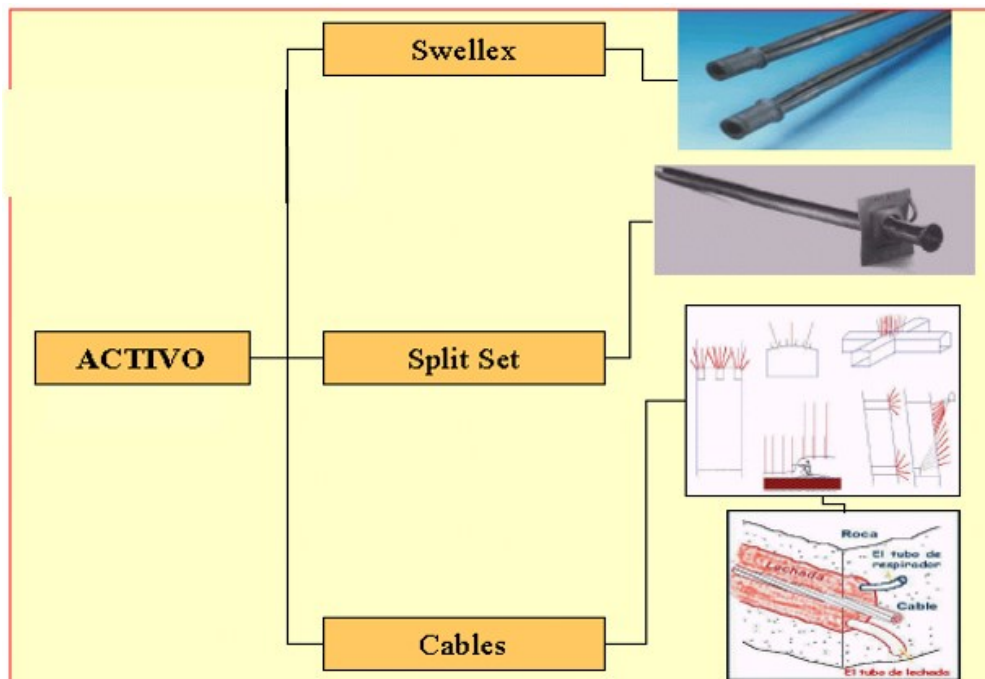 Swellex
ACTIVO
Split Set
Cables
Roca
El tubo de
respirador
Lechada
Cable
El tubo de lechada